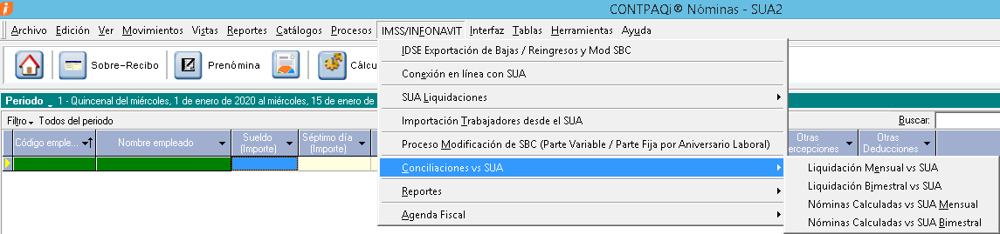 CONTPAQi® Nóminas - SUA2
Archivo Edición Ver Movimientos Vistas Reportes Catálogos Procesos IMSS/INFONAVIT Interfaz Tablas Herramientas Ayuda
Sobre-Recibo Prenómina Cálcu
IDSE Exportación de Bajas / Reingresos y Mod SBC
Conexión en línea con SUA
SUA Liquidaciones
Importación Trabajadores desde el SUA
Proceso Modificación de SBC (Parte Variable / Parte Fija por Aniversario Laboral)
Conciliaciones vs SUA
Reportes
Agenda Fiscal
Liquidación Mensual vs SUA
Liquidación Bimestral vs SUA
Nóminas Calculadas vs SUA Mensual
Nóminas Calculadas vs SUA Bimestral
Periodo 1 - Quincenal del miércoles, 1 de enero de 2020 al miércoles, 15 de enero de
Filtro Todos del periodo
Buscar:
Código emple... Nombre empleado Sueldo (Importe) Séptimo día (Importe) Otras ercepciones Otras Deducciones